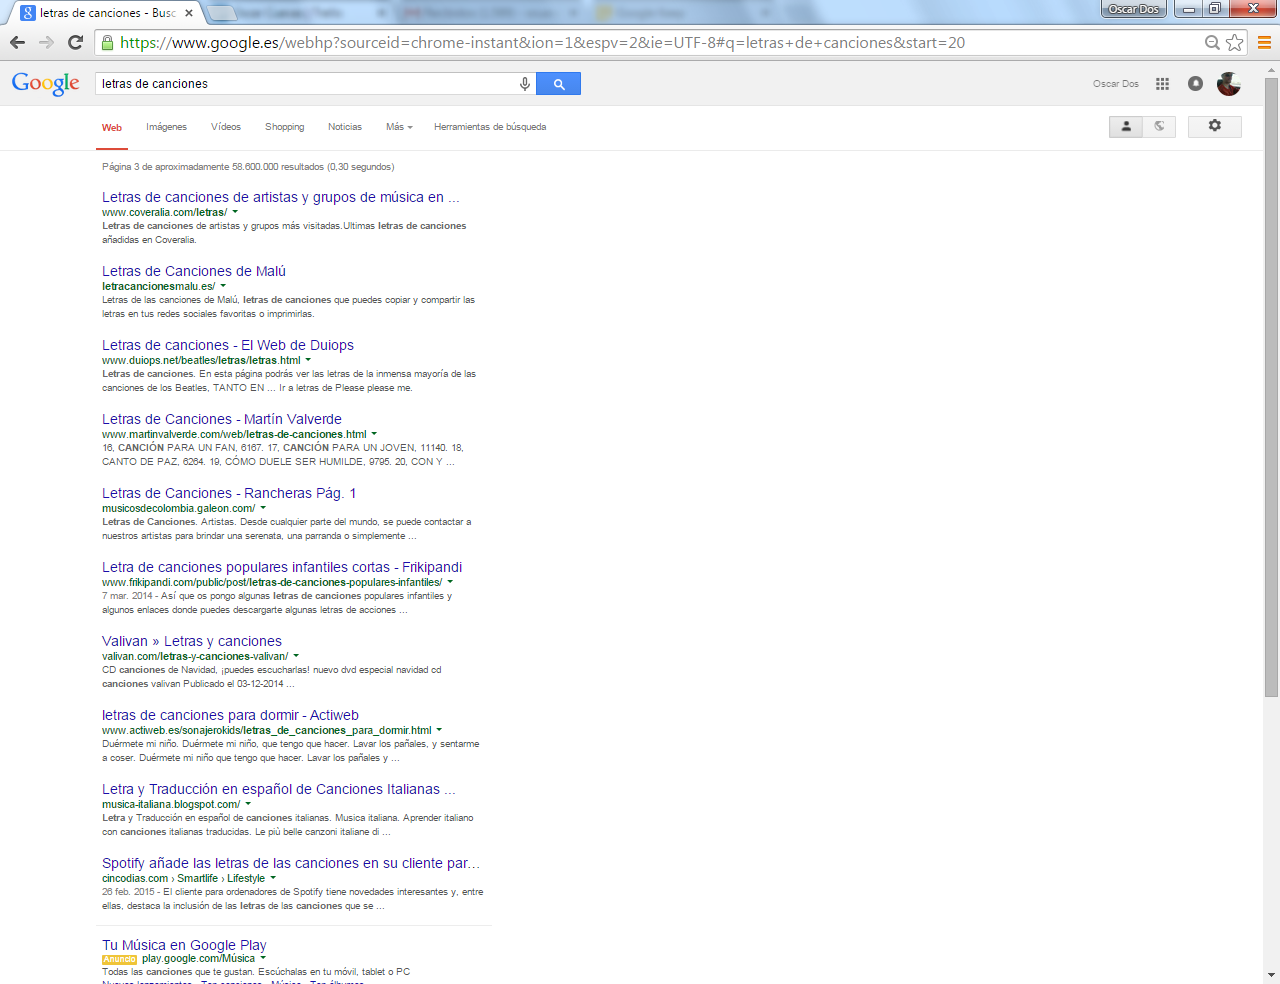 letras de canciones - Busc
Oscar Dos
https://www.google.es/webhp?sourceid=chrome-instant&ion=1&espv=2&ie=UTF-8#q=letras+de+canciones&start=20
Google letras de canciones Oscar Dos
Web Imágenes Vídeos Shopping Noticias Más Herramientas de búsqueda
Página 3 de aproximadamente 58.600.000 resultados (0,30 segundos)
Letras de canciones de artistas y grupos de música en ...
www.coveralia.com/letras/
Letras de canciones de artistas y grupos más visitadas.Ultimas letras de canciones
añadidas en Coveralia.
Letras de Canciones de Malú
letracancionesmalu.es/
Letras de las canciones de Malú, letras de canciones que puedes copiar y compartir las
letras en tus redes sociales favoritas o imprimirlas.
Letras de canciones - El Web de Duiops
www.duiops.net/beatles/letras/letras.html
Letras de canciones. En esta página podrás ver las letras de la inmensa mayoría de las
canciones de los Beatles, TANTO EN ... Ir a letras de Please please me.
Letras de Canciones - Martín Valverde
www.martinvalverde.com/web/letras-de-canciones.html
16, CANCIÓN PARA UN FAN, 6167. 17, CANCIÓN PARA UN JOVEN, 11140. 18,
CANTO DE PAZ, 6264. 19, CÓMO DUELE SER HUMILDE, 9795. 20, CON Y ...
Letras de Canciones - Rancheras Pág. 1
musicosdecolombia.galeon.com/
Letras de Canciones. Artistas. Desde cualquier parte del mundo, se puede contactar a
nuestros artistas para brindar una serenata, una parranda o simplemente ...
Letra de canciones populares infantiles cortas - Frikipandi
www.frikipandi.com/public/post/letras-de-canciones-populares-infantiles/
7 mar. 2014 - Así que os pongo algunas letras de canciones populares infantiles y
algunos enlaces donde puedes descargarte algunas letras de acciones ...
Valivan » Letras y canciones
valivan.com/letras-y-canciones-valivan/
CD canciones de Navidad, ¡puedes escucharlas! nuevo dvd especial navidad cd
canciones valivan Publicado el 03-12-2014 ...
letras de canciones para dormir - Actiweb
www.actiweb.es/sonajerokids/letras_de_canciones_para_dormir.html
Duérmete mi niño. Duérmete mi niño, que tengo que hacer. Lavar los pañales, y sentarme
a coser. Duérmete mi niño que tengo que hacer. Lavar los pañales y ...
Letra y Traducción en español de Canciones Italianas ...
musica-italiana.blogspot.com/
Letra y Traducción en español de canciones italianas. Musica italiana. Aprender italiano
con canciones italianas traducidas. Le più belle canzoni italiane di ...
Spotify añade las letras de las canciones en su cliente par...
cincodias.com › Smartlife › Lifestyle
26 feb. 2015 - El cliente para ordenadores de Spotify tiene novedades interesantes y, entre
ellas, destaca la inclusión de las letras de las canciones que se ...
Tu Música en Google Play
Anuncio play.google.com/Música
Todas las canciones que te gustan. Escúchalas en tu móvil, tablet o PC